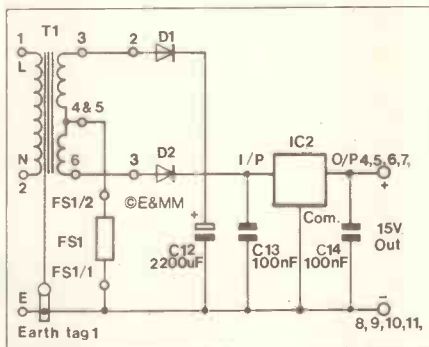 T1
1
L
3
2
D1
4 & 5
IC2
N
2
6
3
D2
I/P
O/P 4,5,6,7,
+
FS1/2
©E&MM
Com.
15V
Out
FS1
+
C12
2200uF
C13
100nF
C14
100nF
FS1/1
E
Earth tag 1
−
8, 9, 10, 11,